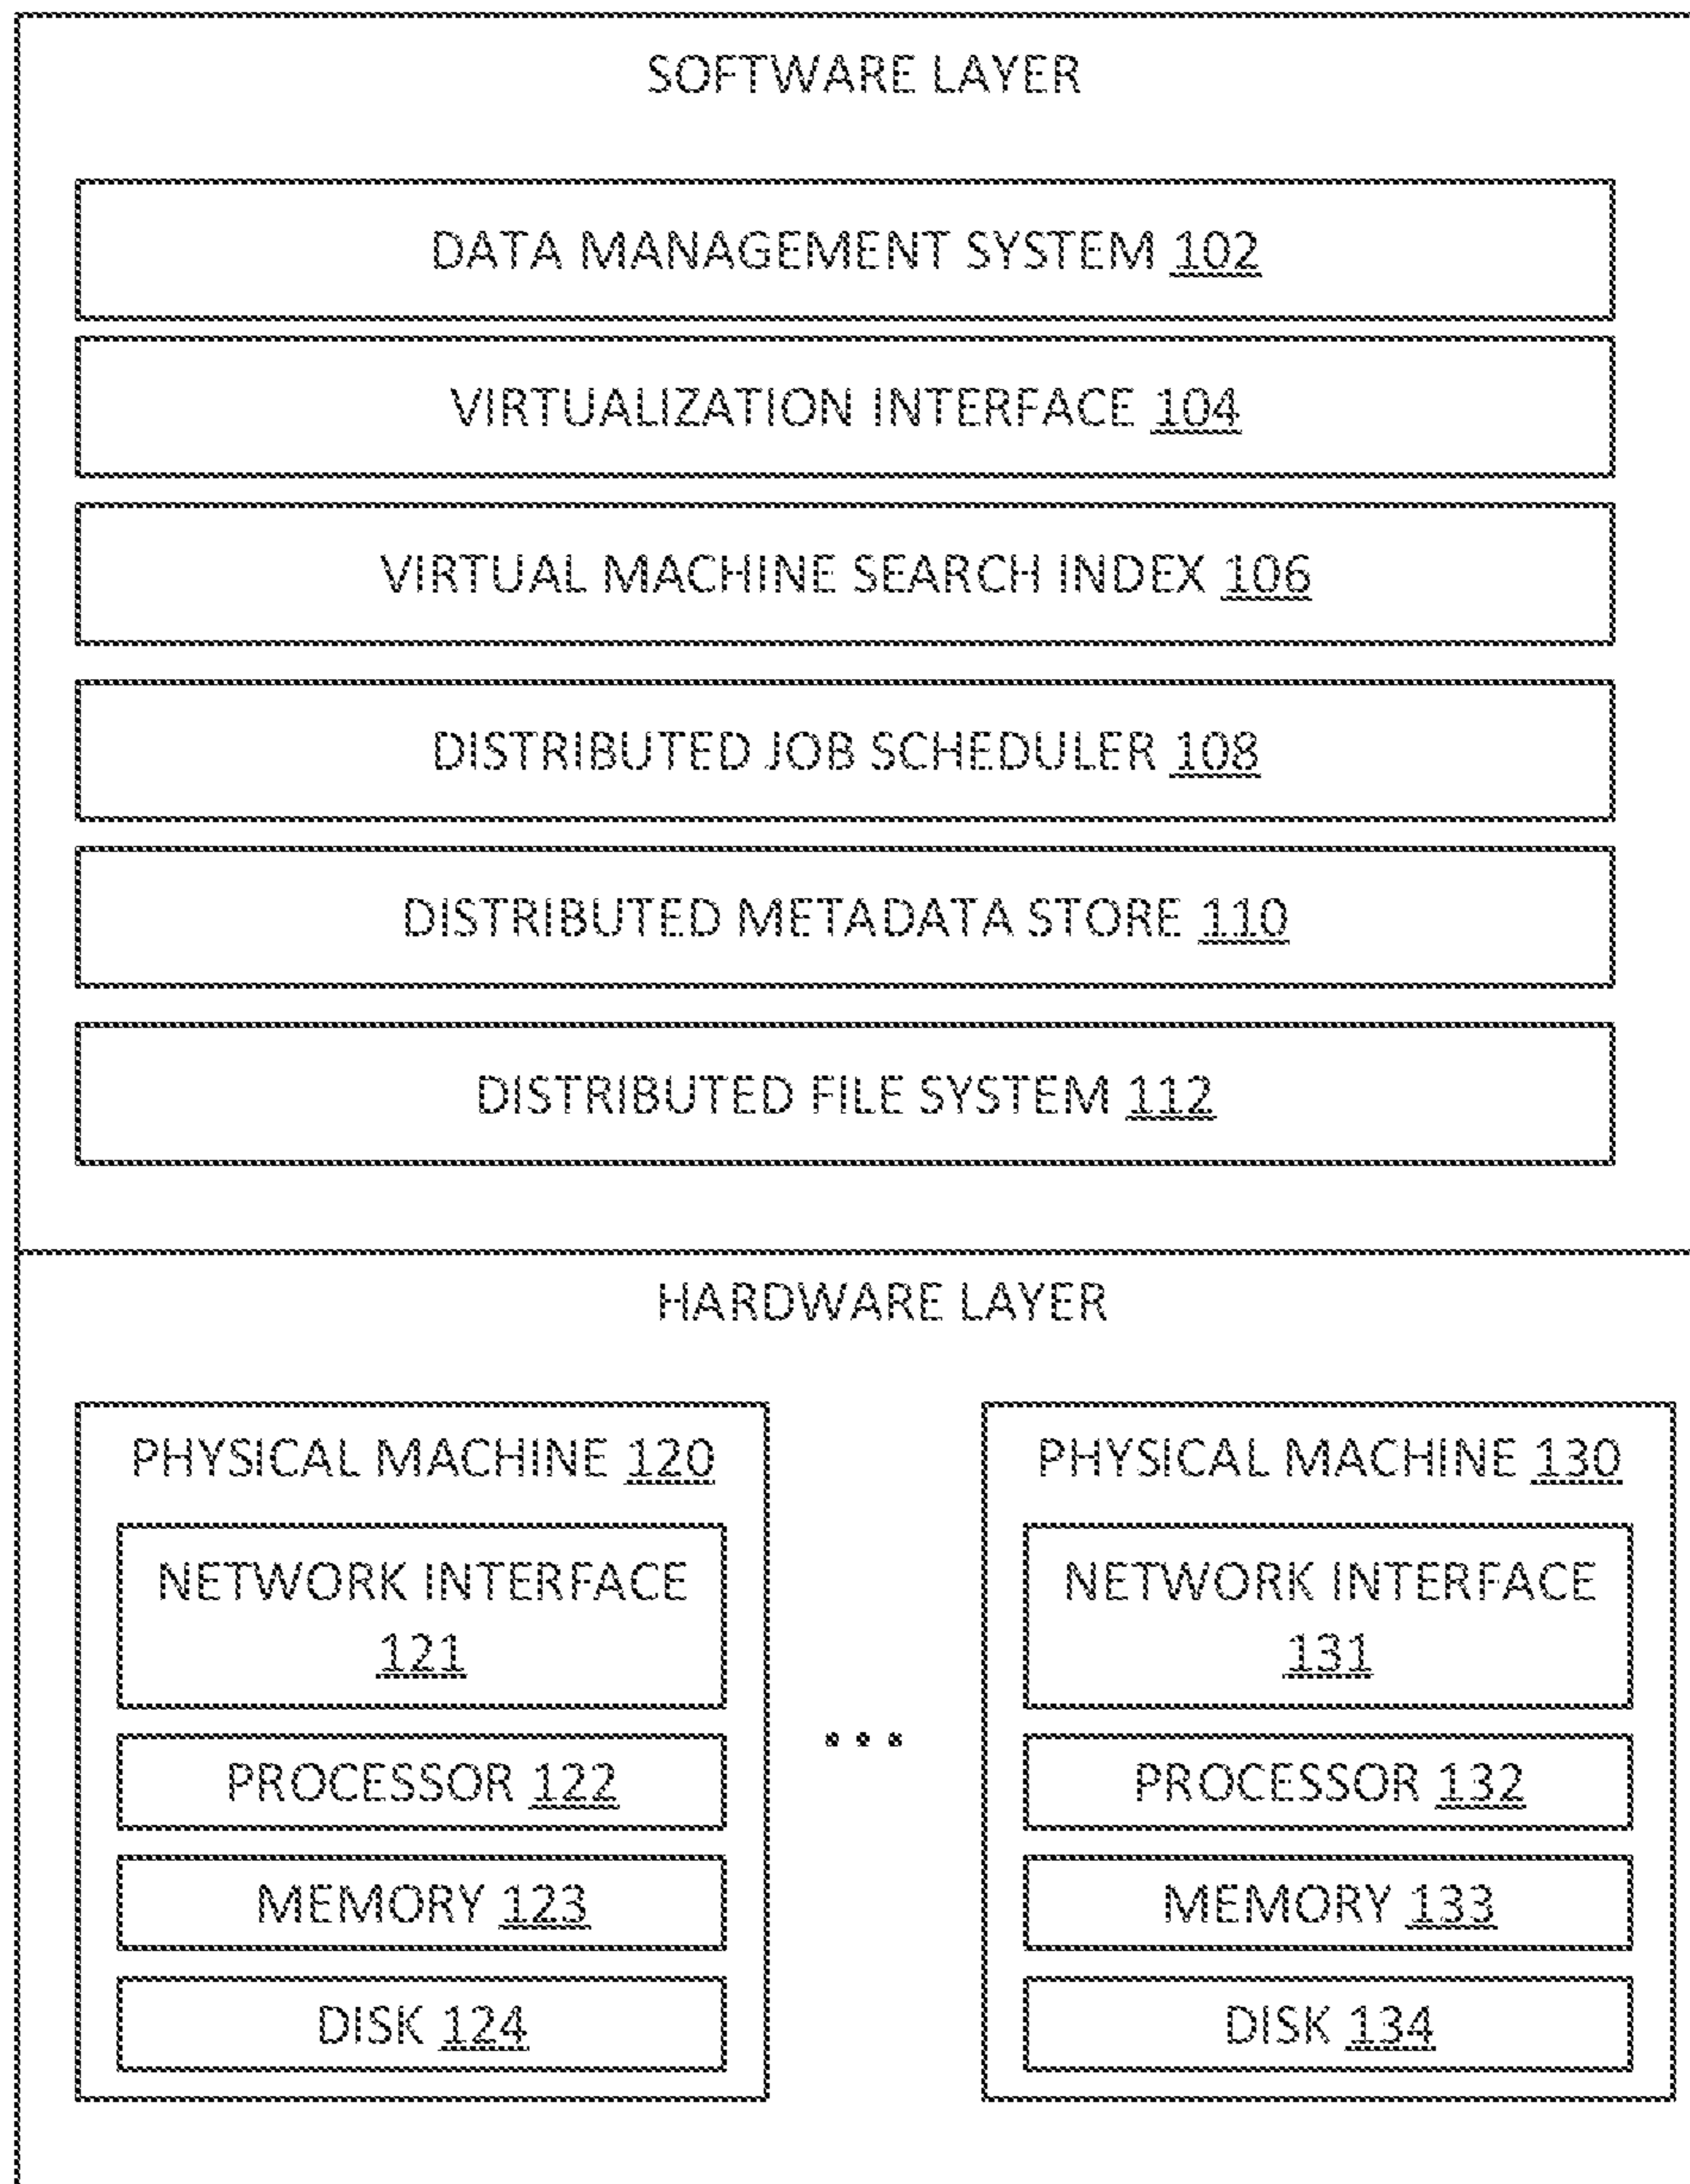 SOFTWARE LAYER
DATA MANAGEMENT SYSTEM 102
VIRTUALIZATION INTERFACE 104
VIRTUAL MACHINE SEARCH INDEX 106
DISTRIBUTED JOB SCHEDULER 108
DISTRIBUTED METADATA STORE 110
DISTRIBUTED FILE SYSTEM 112
HARDWARE LAYER
PHYSICAL MACHINE 120
NETWORK INTERFACE
121
PROCESSOR 122
MEMORY 123
DISK 124
...
PHYSICAL MACHINE 130
NETWORK INTERFACE
131
PROCESSOR 132
MEMORY 133
DISK 134